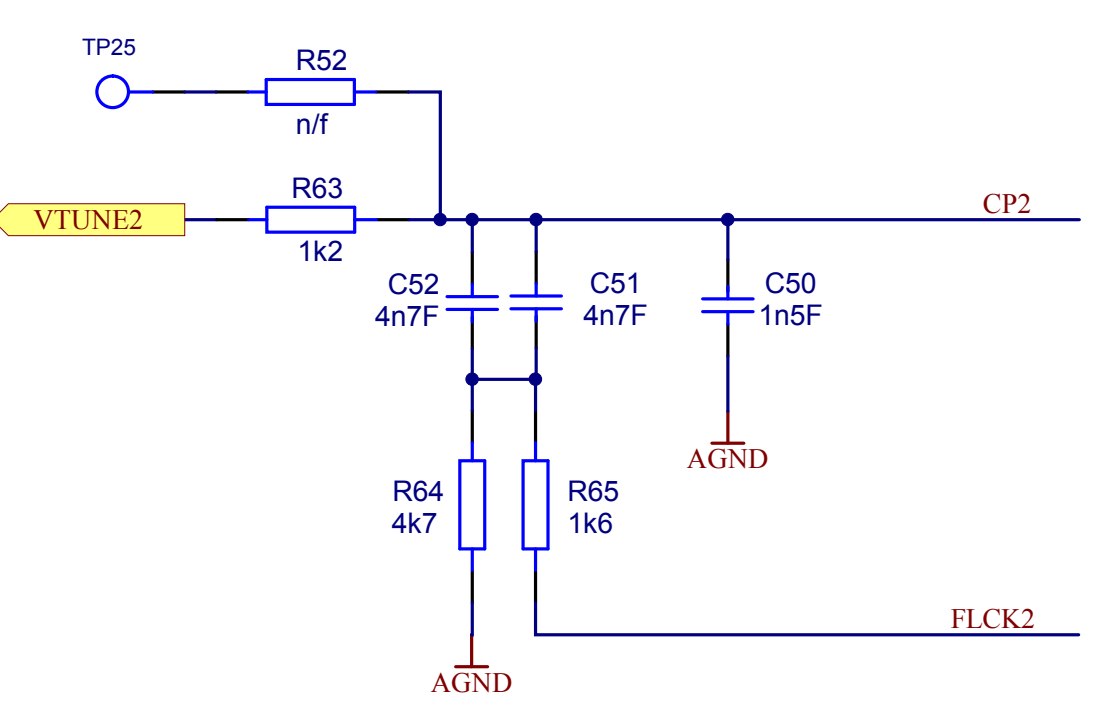 TP25
R52
n/f
R63
VTUNE2
1k2
CP2
C52
4n7F
C51
4n7F
C50
1n5F
AGND
R64
4k7
R65
1k6
FLCK2
AGND